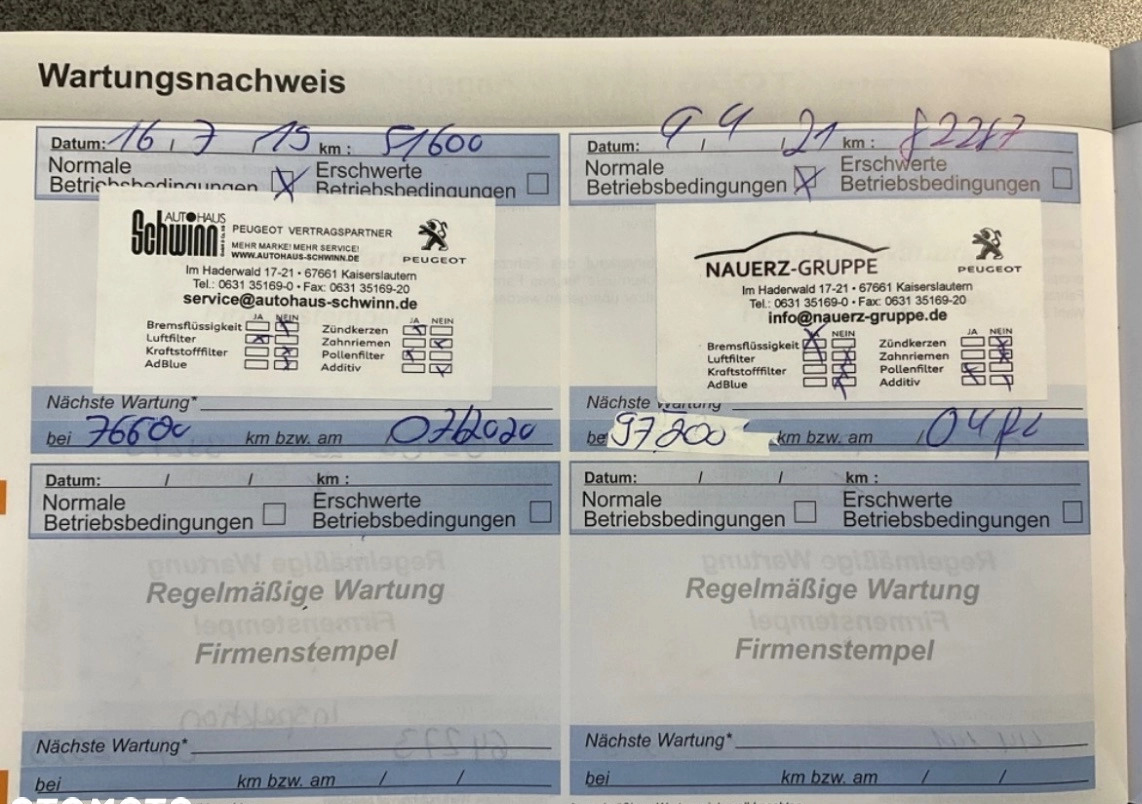 Wartungsnachweis
Datum: 16 / 7 / 19 km : 51600
Normale Betriebsbedingungen X Erschwerte Betriebsbedingungen
AUTOHAUS
Schwinn
PEUGEOT VERTRAGSPARTNER
MEHR MARKE! MEHR SERVICE!
WWW.AUTOHAUS-SCHWINN.DE
PEUGEOT
Im Haderwald 17-21 • 67661 Kaiserslautern
Tel.: 0631 35169-0 • Fax: 0631 35169-20
service@autohaus-schwinn.de
JA NEIN JA NEIN
Bremsflüssigkeit Zündkerzen
Luftfilter Zahnriemen
Kraftstofffilter Pollenfilter
AdBlue Additiv
Nächste Wartung*
bei 76600 km bzw. am 07/2020
Datum: 9 / 4 / 21 km : 82287
Normale Betriebsbedingungen X Erschwerte Betriebsbedingungen
NAUERZ-GRUPPE
PEUGEOT
Im Haderwald 17-21 • 67661 Kaiserslautern
Tel.: 0631 35169-0 • Fax: 0631 35169-20
info@nauerz-gruppe.de
JA NEIN JA NEIN
Bremsflüssigkeit Zündkerzen
Luftfilter Zahnriemen
Kraftstofffilter Pollenfilter
AdBlue Additiv
Nächste Wartung
bei 97200 km bzw. am / 04
Datum: / / km :
Normale Betriebsbedingungen Erschwerte Betriebsbedingungen
Regelmäßige Wartung
Firmenstempel
Nächste Wartung*
bei km bzw. am / /
Datum: / / km :
Normale Betriebsbedingungen Erschwerte Betriebsbedingungen
Regelmäßige Wartung
Firmenstempel
Nächste Wartung*
bei km bzw. am / /